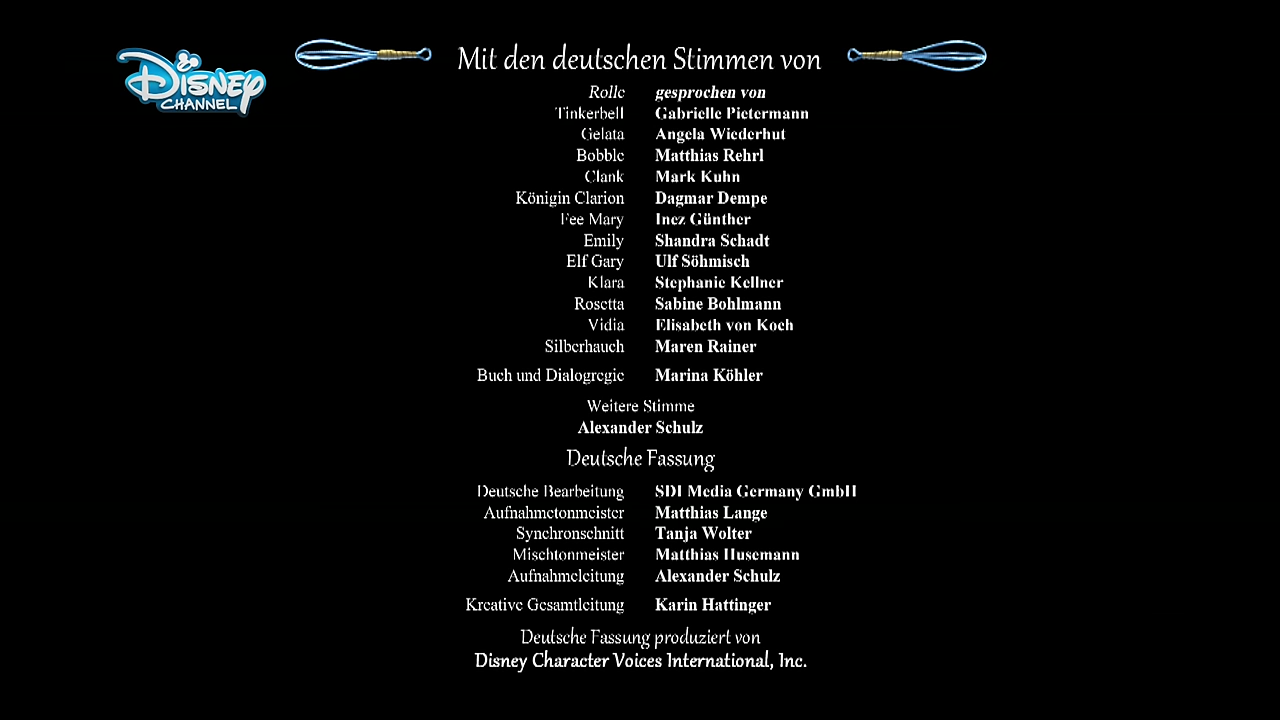 Disney
CHANNEL
Mit den deutschen Stimmen von
Rolle gesprochen von
Tinkerbell Gabrielle Pietermann
Gelata Angela Wiederhut
Bobble Matthias Rehrl
Clank Mark Kuhn
Königin Clarion Dagmar Dempe
Fee Mary Inez Günther
Emily Shandra Schadt
Elf Gary Ulf Söhmisch
Klara Stephanie Kellner
Rosetta Sabine Bohlmann
Vidia Elisabeth von Koch
Silberhauch Maren Rainer
Buch und Dialogregie Marina Köhler
Weitere Stimme
Alexander Schulz
Deutsche Fassung
Deutsche Bearbeitung SDI Media Germany GmbH
Aufnahmetonmeister Matthias Lange
Synchronschnitt Tanja Wolter
Mischtonmeister Matthias Husemann
Aufnahmeleitung Alexander Schulz
Kreative Gesamtleitung Karin Hattinger
Deutsche Fassung produziert von
Disney Character Voices International, Inc.